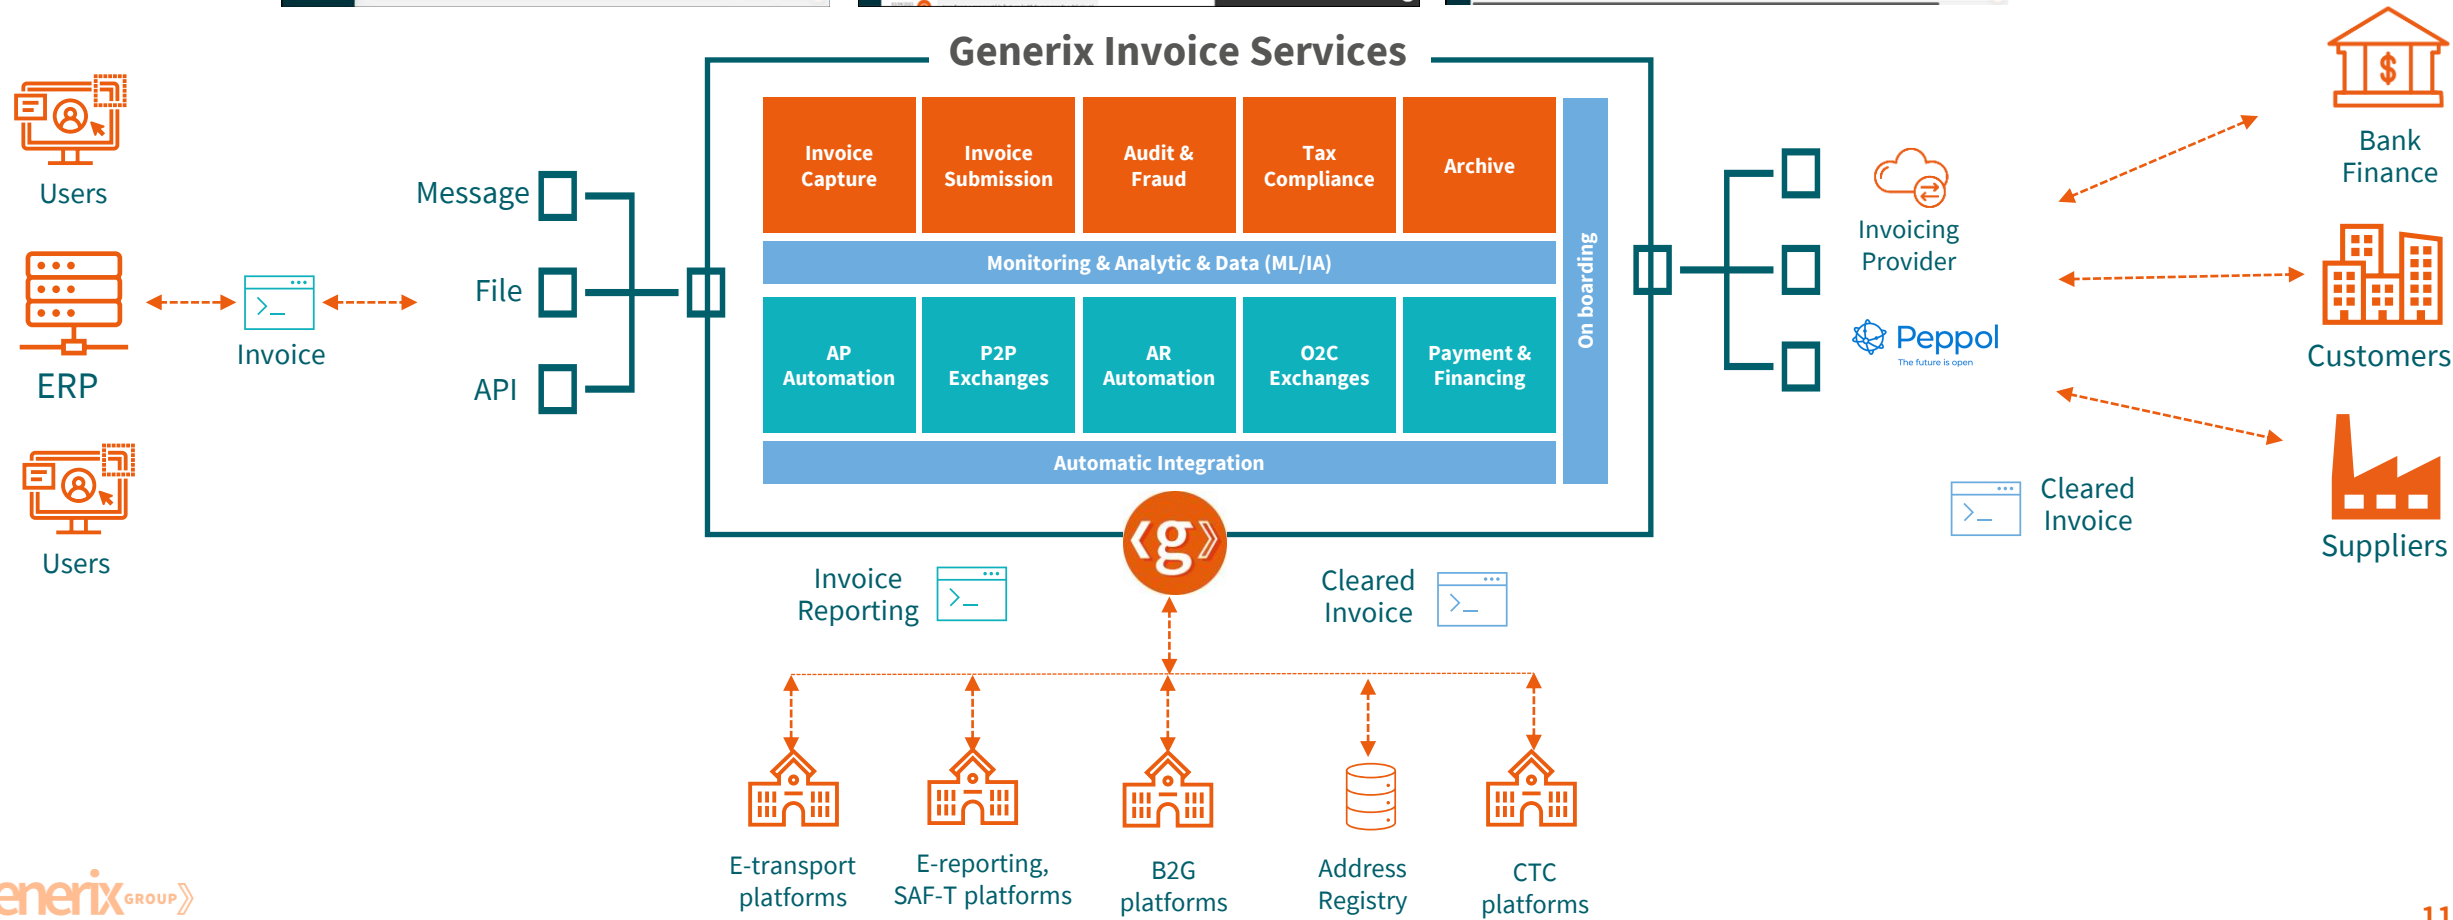 Generix Invoice Services
Users
ERP
Users
Invoice
Message
File
API
Invoice
Capture
Invoice
Submission
Audit &
Fraud
Tax
Compliance
Archive
Monitoring & Analytic & Data (ML/IA)
AP
Automation
P2P
Exchanges
AR
Automation
O2C
Exchanges
Payment &
Financing
Automatic Integration
On boarding
‹g»
Invoicing
Provider
Peppol
The future is open
Bank
Finance
Customers
Suppliers
Cleared
Invoice
Invoice
Reporting
Cleared
Invoice
E-transport
platforms
E-reporting,
SAF-T platforms
B2G
platforms
Address
Registry
CTC
platforms
enerix GROUP
11